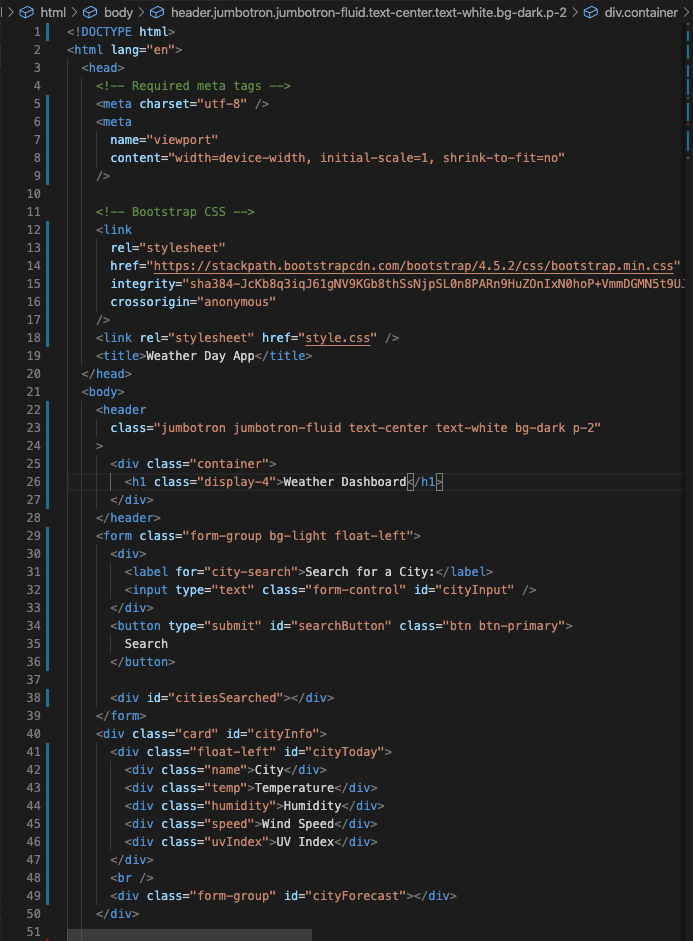 html > body > header.jumbotron.jumbotron-fluid.text-center.text-white.bg-dark.p-2 > div.container >
1 <!DOCTYPE html>
2 <html lang="en">
3 <head>
4 <!-- Required meta tags -->
5 <meta charset="utf-8" />
6 <meta
7 name="viewport"
8 content="width=device-width, initial-scale=1, shrink-to-fit=no"
9 />
10
11 <!-- Bootstrap CSS -->
12 <link
13 rel="stylesheet"
14 href="https://stackpath.bootstrapcdn.com/bootstrap/4.5.2/css/bootstrap.min.css"
15 integrity="sha384-JcKb8q3iqJ61gNV9KGb8thSsNjpSL0n8PARn9HuZOnIxN0hoP+VmmDGMN5t9UJ
16 crossorigin="anonymous"
17 />
18 <link rel="stylesheet" href="style.css" />
19 <title>Weather Day App</title>
20 </head>
21 <body>
22 <header
23 class="jumbotron jumbotron-fluid text-center text-white bg-dark p-2"
24 >
25 <div class="container">
26 <h1 class="display-4">Weather Dashboard</h1>
27 </div>
28 </header>
29 <form class="form-group bg-light float-left">
30 <div>
31 <label for="city-search">Search for a City:</label>
32 <input type="text" class="form-control" id="cityInput" />
33 </div>
34 <button type="submit" id="searchButton" class="btn btn-primary">
35 Search
36 </button>
37
38 <div id="citiesSearched"></div>
39 </form>
40 <div class="card" id="cityInfo">
41 <div class="float-left" id="cityToday">
42 <div class="name">City</div>
43 <div class="temp">Temperature</div>
44 <div class="humidity">Humidity</div>
45 <div class="speed">Wind Speed</div>
46 <div class="uvIndex">UV Index</div>
47 </div>
48 <br />
49 <div class="form-group" id="cityForecast"></div>
50 </div>
51